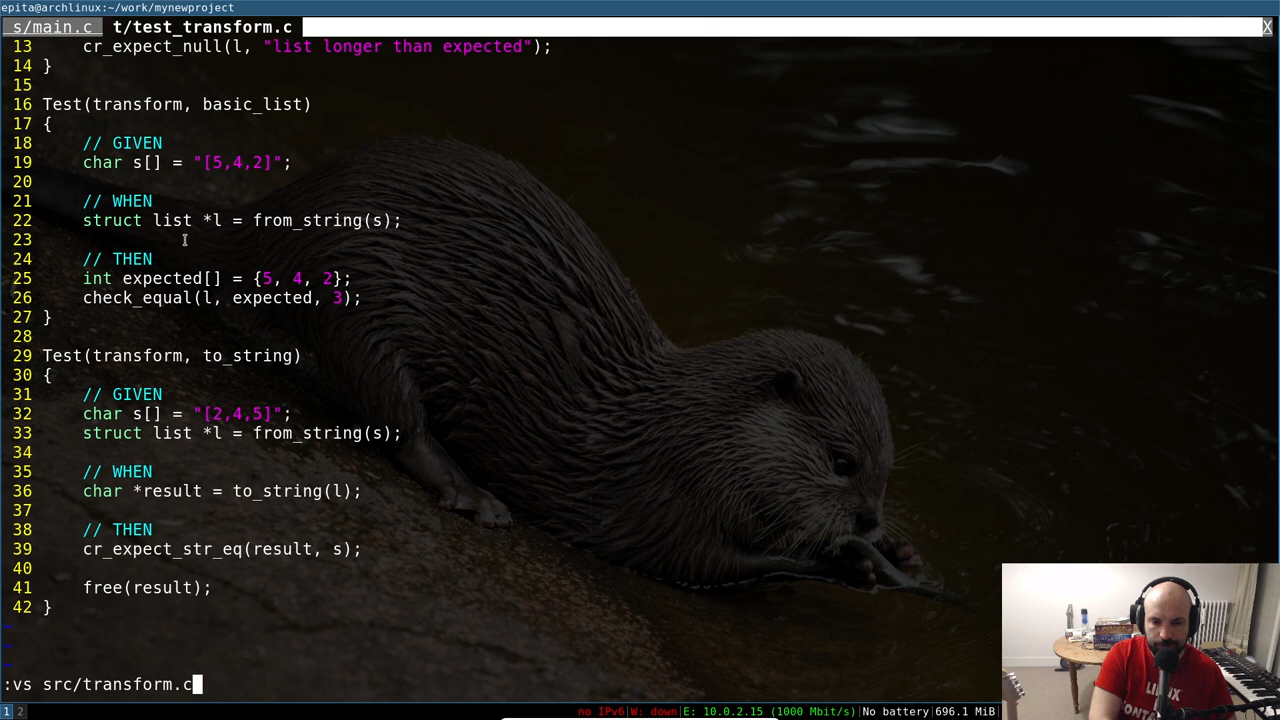 epita@archlinux:~/work/mynewproject
s/main.c t/test_transform.c X
13 cr_expect_null(l, "list longer than expected");
14 }
15
16 Test(transform, basic_list)
17 {
18 // GIVEN
19 char s[] = "[5,4,2]";
20
21 // WHEN
22 struct list *l = from_string(s);
23
24 // THEN
25 int expected[] = {5, 4, 2};
26 check_equal(l, expected, 3);
27 }
28
29 Test(transform, to_string)
30 {
31 // GIVEN
32 char s[] = "[2,4,5]";
33 struct list *l = from_string(s);
34
35 // WHEN
36 char *result = to_string(l);
37
38 // THEN
39 cr_expect_str_eq(result, s);
40
41 free(result);
42 }
~
~
~
:vs src/transform.c
1 2 no IPv6|W: down|E: 10.0.2.15 (1000 Mbit/s)|No battery|696.1 MiB